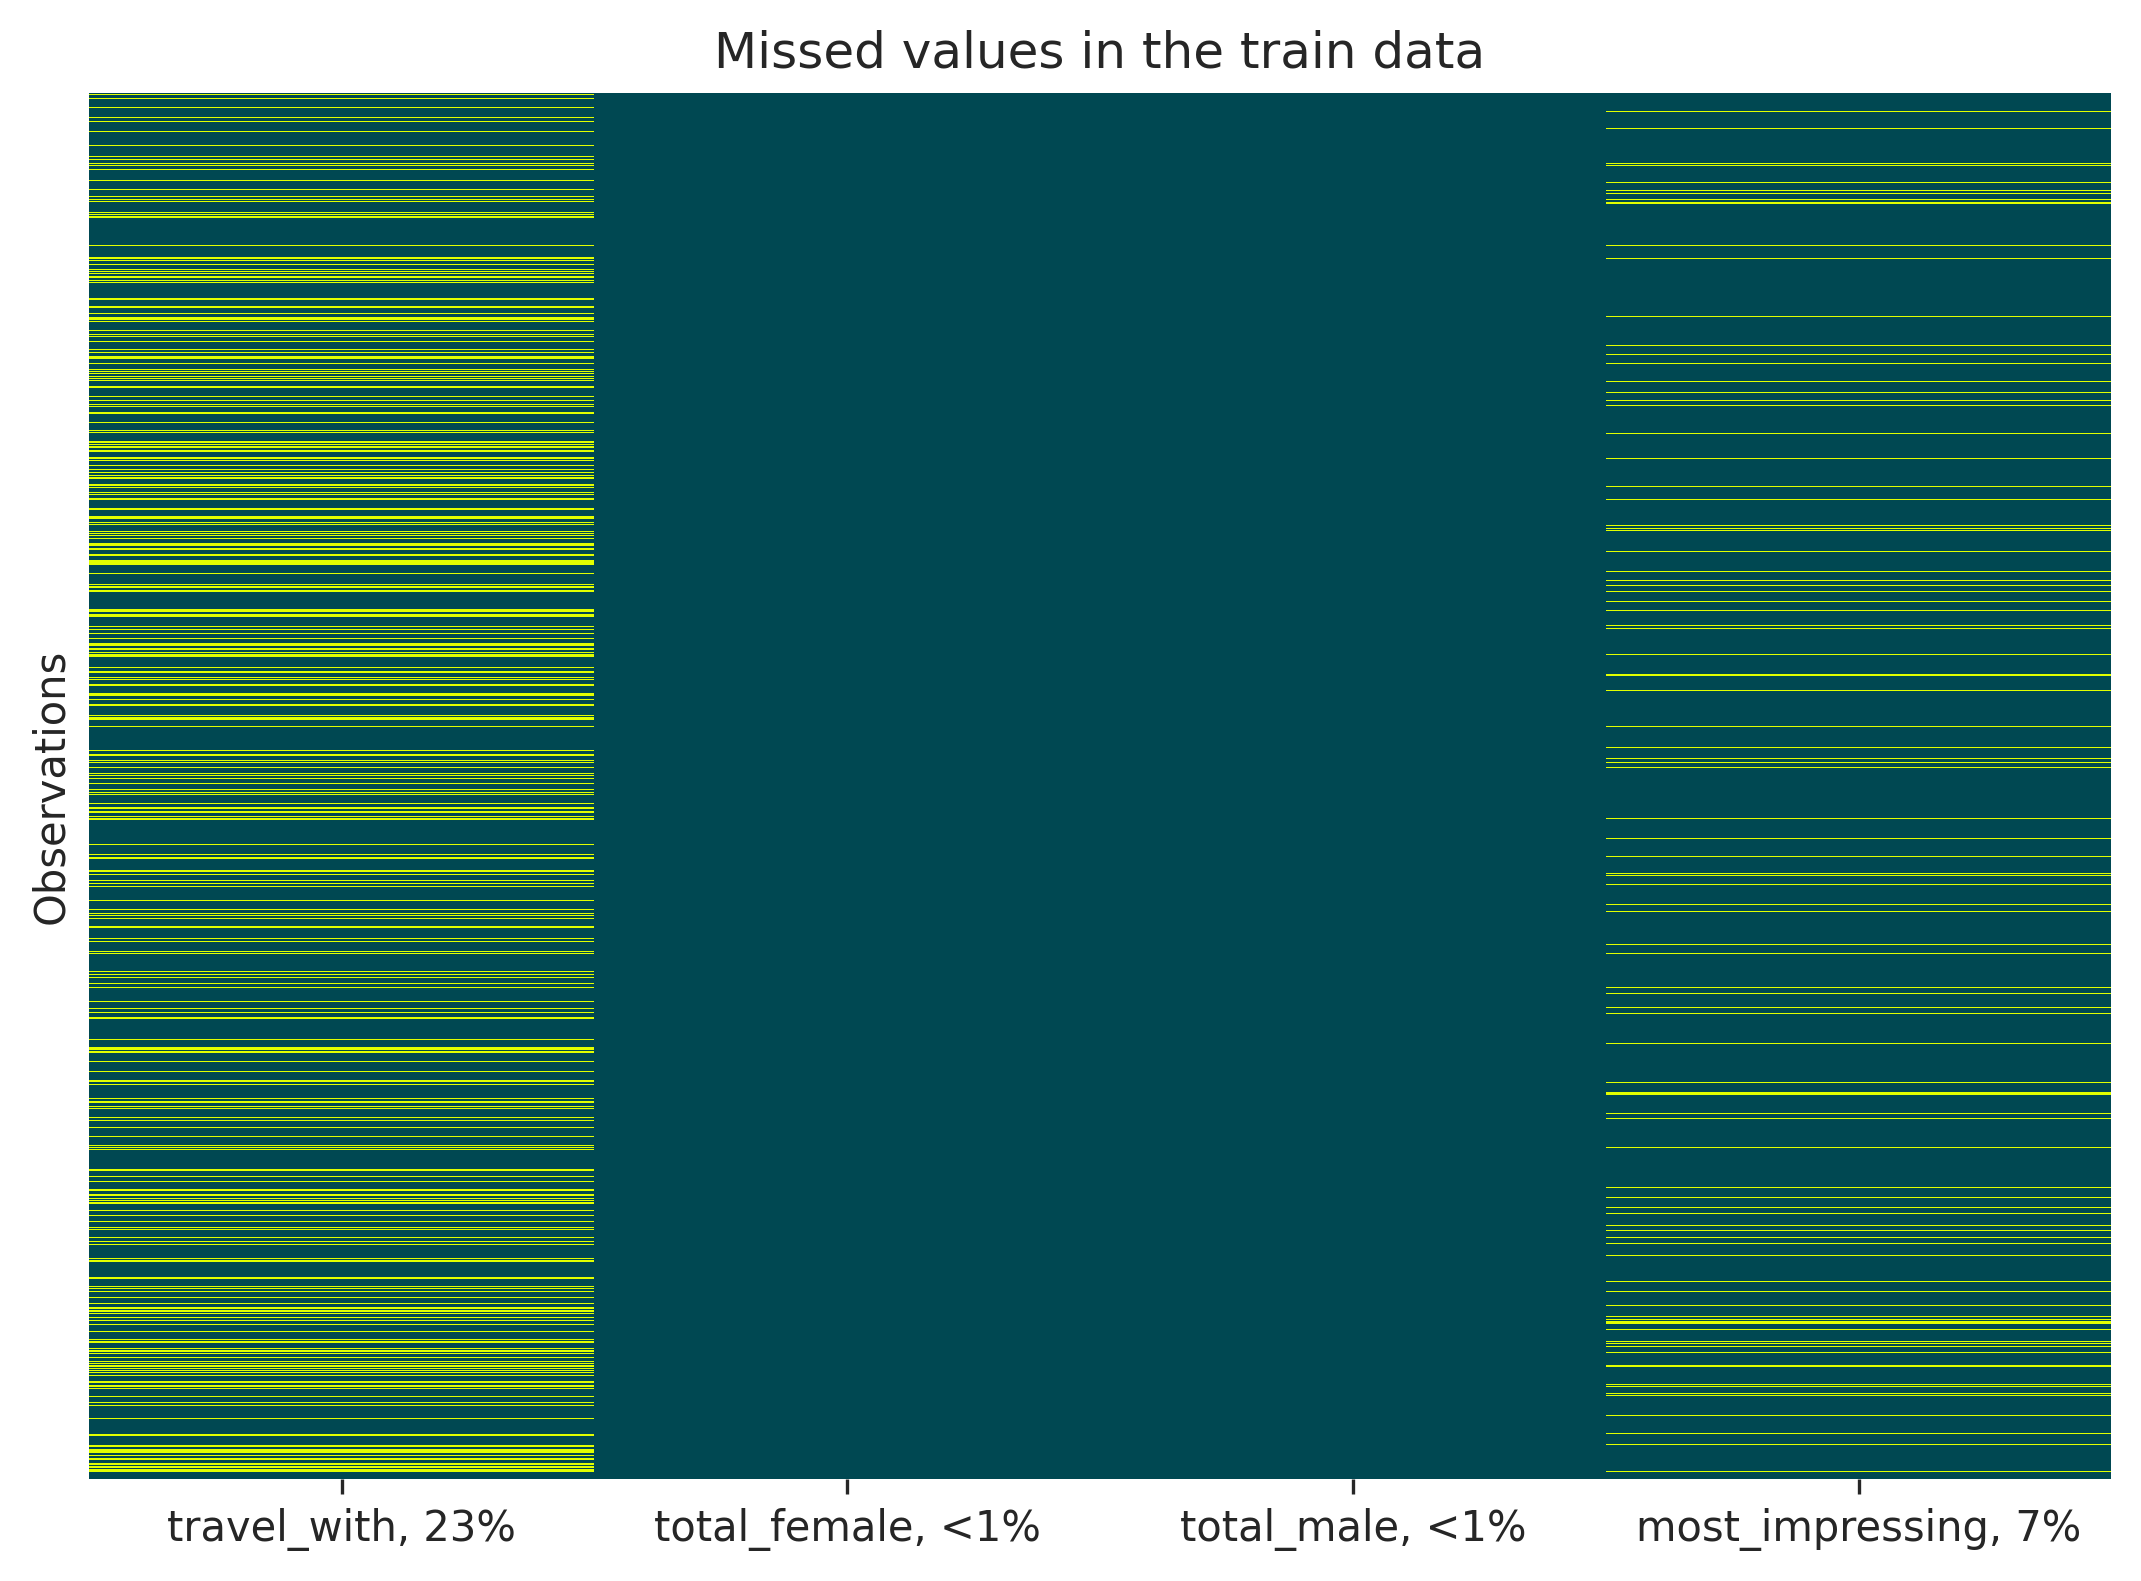 Missed values in the train data
Observations
travel_with, 23%
total_female, <1%
total_male, <1%
most_impressing, 7%